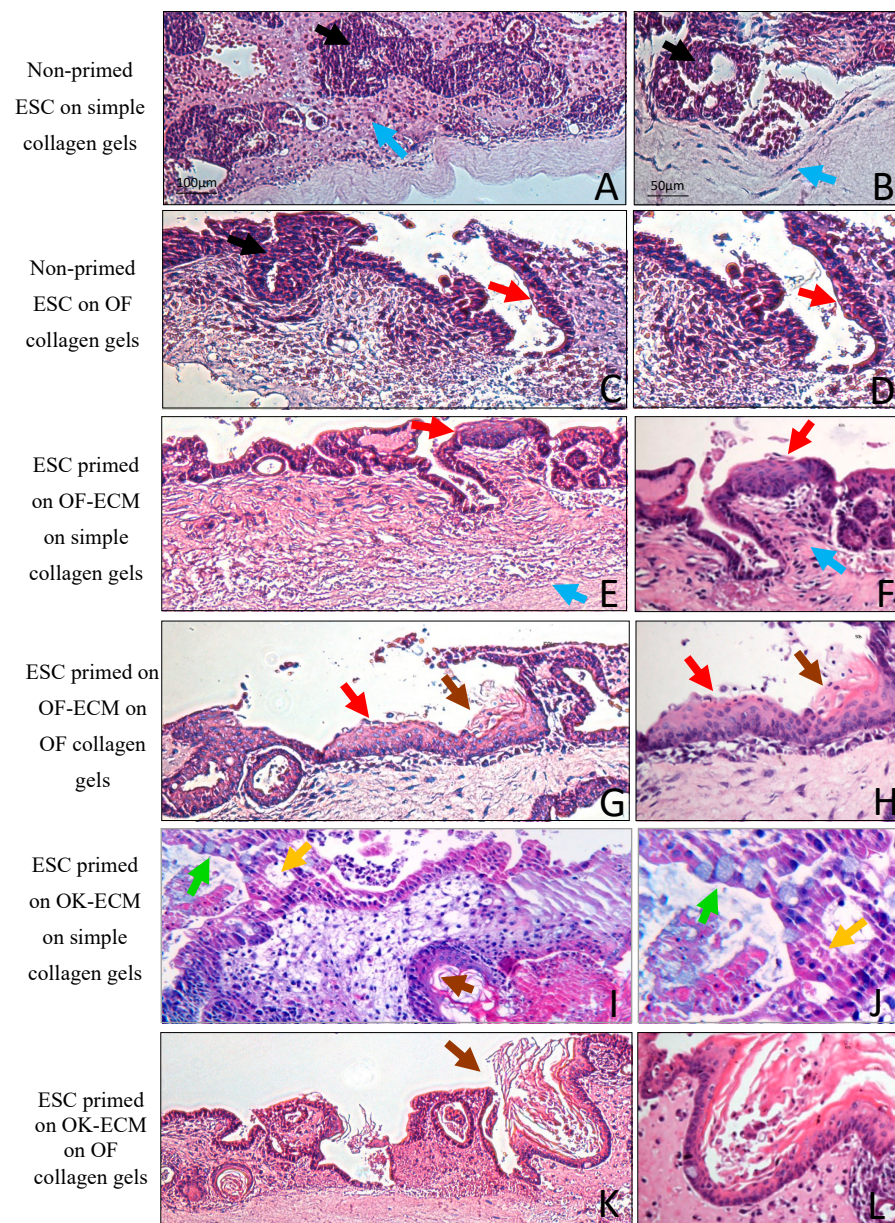 Non-primed
ESC on simple
collagen gels
100μm
A
50μm
B
Non-primed
ESC on OF
collagen gels
C
D
ESC primed
on OF-ECM
on simple
collagen gels
E
F
ESC primed on
OF-ECM on
OF collagen
gels
G
H
ESC primed
on OK-ECM
on simple
collagen gels
I
J
ESC primed
on OK-ECM
on OF
collagen gels
K
L